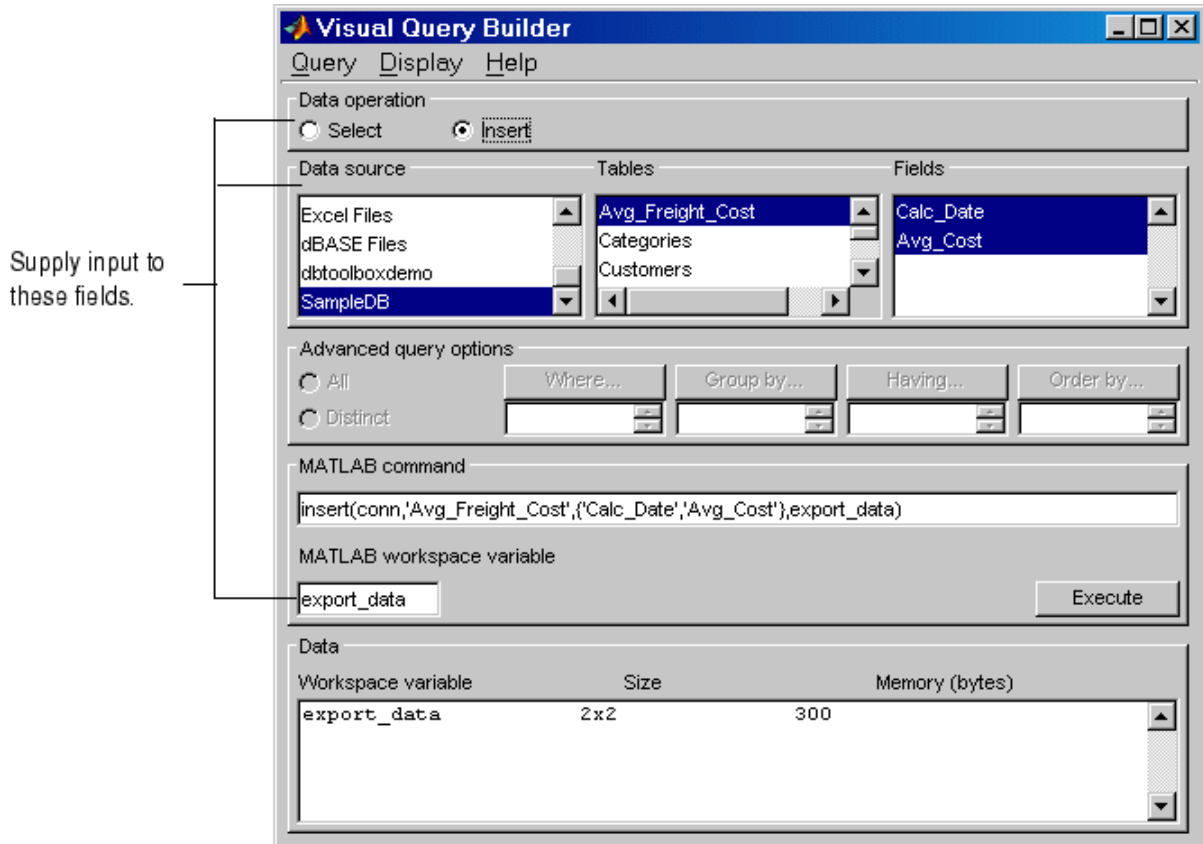 Visual Query Builder
Query Display Help
Data operation
Select Insert
Data source Tables Fields
Excel Files Avg_Freight_Cost Calc_Date
dBASE Files Categories Avg_Cost
dbtoolboxdemo Customers
SampleDB
Supply input to
these fields.
Advanced query options
All Where... Group by... Having... Order by...
Distinct
MATLAB command
insert(conn,'Avg_Freight_Cost',{'Calc_Date','Avg_Cost'},export_data)
MATLAB workspace variable
export_data Execute
Data
Workspace variable Size Memory (bytes)
export_data 2x2 300